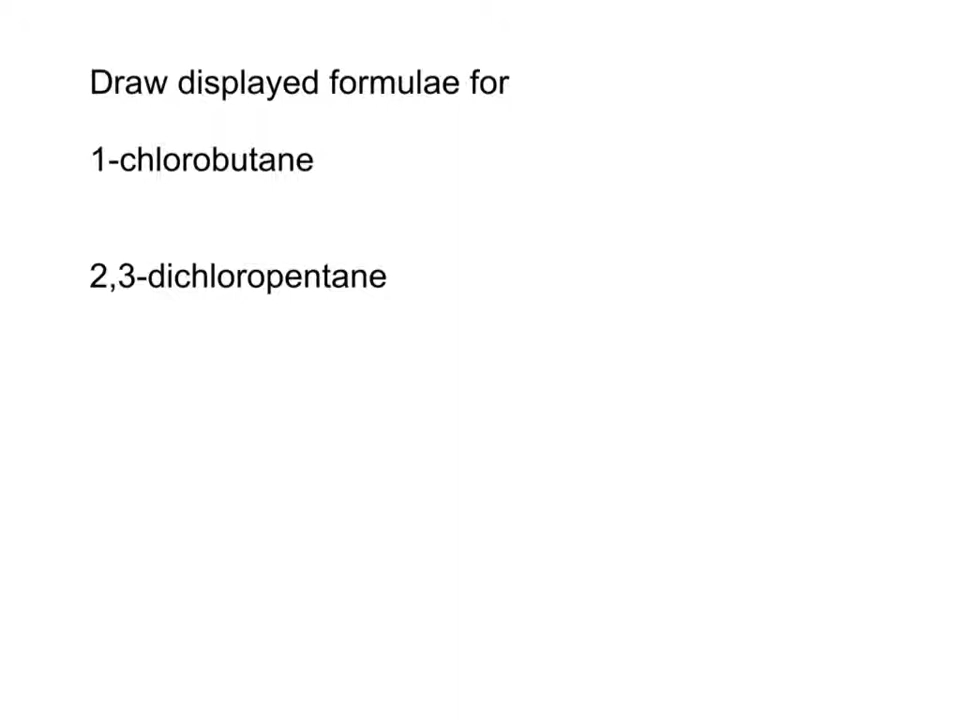 Draw displayed formulae for
1-chlorobutane
2,3-dichloropentane